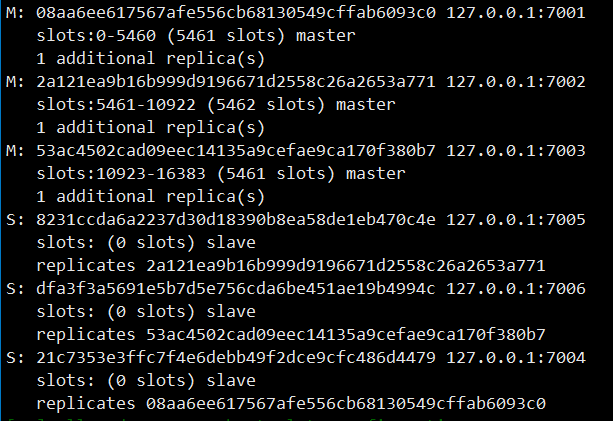 M: 08aa6ee617567afe556cb68130549cffab6093c0 127.0.0.1:7001
slots:0-5460 (5461 slots) master
1 additional replica(s)
M: 2a121ea9b16b999d9196671d2558c26a2653a771 127.0.0.1:7002
slots:5461-10922 (5462 slots) master
1 additional replica(s)
M: 53ac4502cad09eec14135a9cefae9ca170f380b7 127.0.0.1:7003
slots:10923-16383 (5461 slots) master
1 additional replica(s)
S: 8231ccda6a2237d30d18390b8ea58de1eb470c4e 127.0.0.1:7005
slots: (0 slots) slave
replicates 2a121ea9b16b999d9196671d2558c26a2653a771
S: dfa3f3a5691e5b7d5e756cda6be451ae19b4994c 127.0.0.1:7006
slots: (0 slots) slave
replicates 53ac4502cad09eec14135a9cefae9ca170f380b7
S: 21c7353e3ffc7f4e6debb49f2dce9cfc486d4479 127.0.0.1:7004
slots: (0 slots) slave
replicates 08aa6ee617567afe556cb68130549cffab6093c0